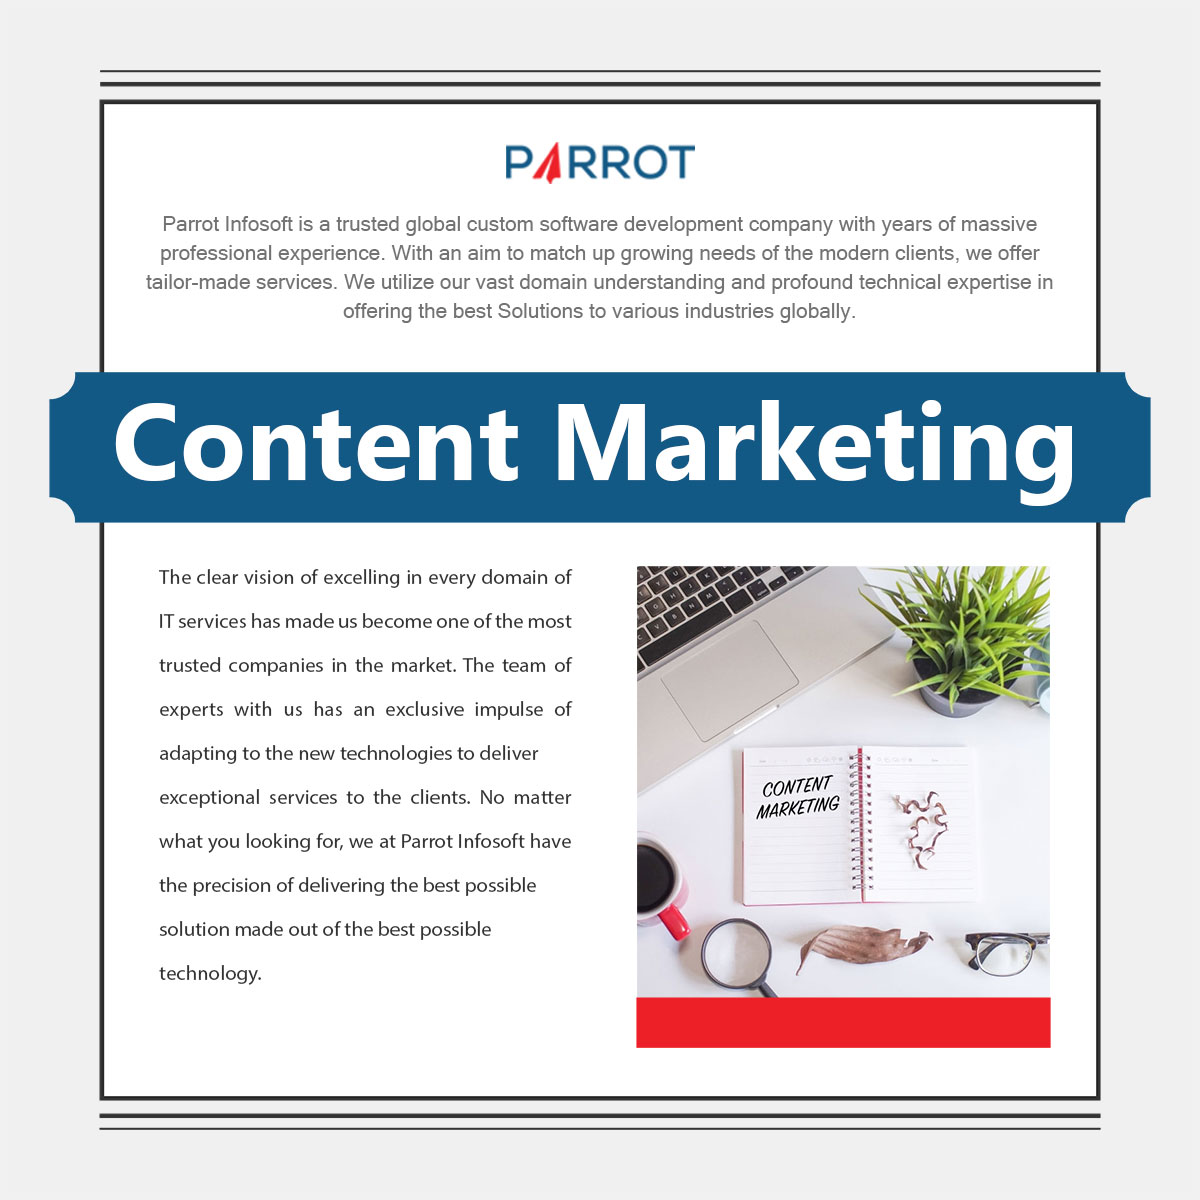 PARROT
Parrot Infosoft is a trusted global custom software development company with years of massive
professional experience. With an aim to match up growing needs of the modern clients, we offer
tailor-made services. We utilize our vast domain understanding and profound technical expertise in
offering the best Solutions to various industries globally.
Content Marketing
The clear vision of excelling in every domain of
IT services has made us become one of the most
trusted companies in the market. The team of
experts with us has an exclusive impulse of
adapting to the new technologies to deliver
exceptional services to the clients. No matter
what you looking for, we at Parrot Infosoft have
the precision of delivering the best possible
solution made out of the best possible
technology.
CONTENT
MARKETING